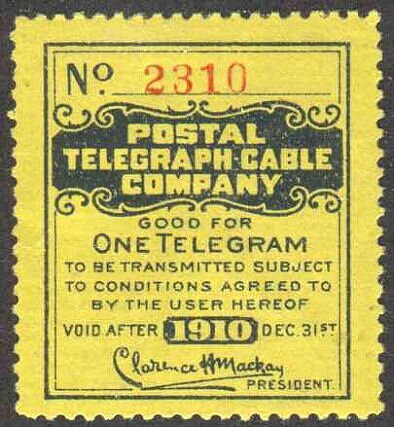 No. 2310
POSTAL
TELEGRAPH-CABLE
COMPANY
GOOD FOR
ONE TELEGRAM
TO BE TRANSMITTED SUBJECT
TO CONDITIONS AGREED TO
BY THE USER HEREOF
VOID AFTER 1910 DEC. 31ST
Clarence H Mackay
PRESIDENT.